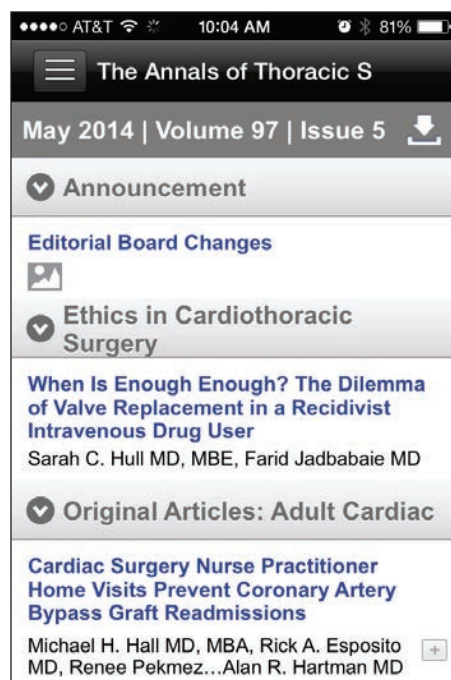 AT&T 10:04 AM 81%
The Annals of Thoracic S
May 2014 | Volume 97 | Issue 5
Announcement
Editorial Board Changes
Ethics in Cardiothoracic
Surgery
When Is Enough Enough? The Dilemma
of Valve Replacement in a Recidivist
Intravenous Drug User
Sarah C. Hull MD, MBE, Farid Jadbabaie MD
Original Articles: Adult Cardiac
Cardiac Surgery Nurse Practitioner
Home Visits Prevent Coronary Artery
Bypass Graft Readmissions
Michael H. Hall MD, MBA, Rick A. Esposito
MD, Renee Pekmez...Alan R. Hartman MD